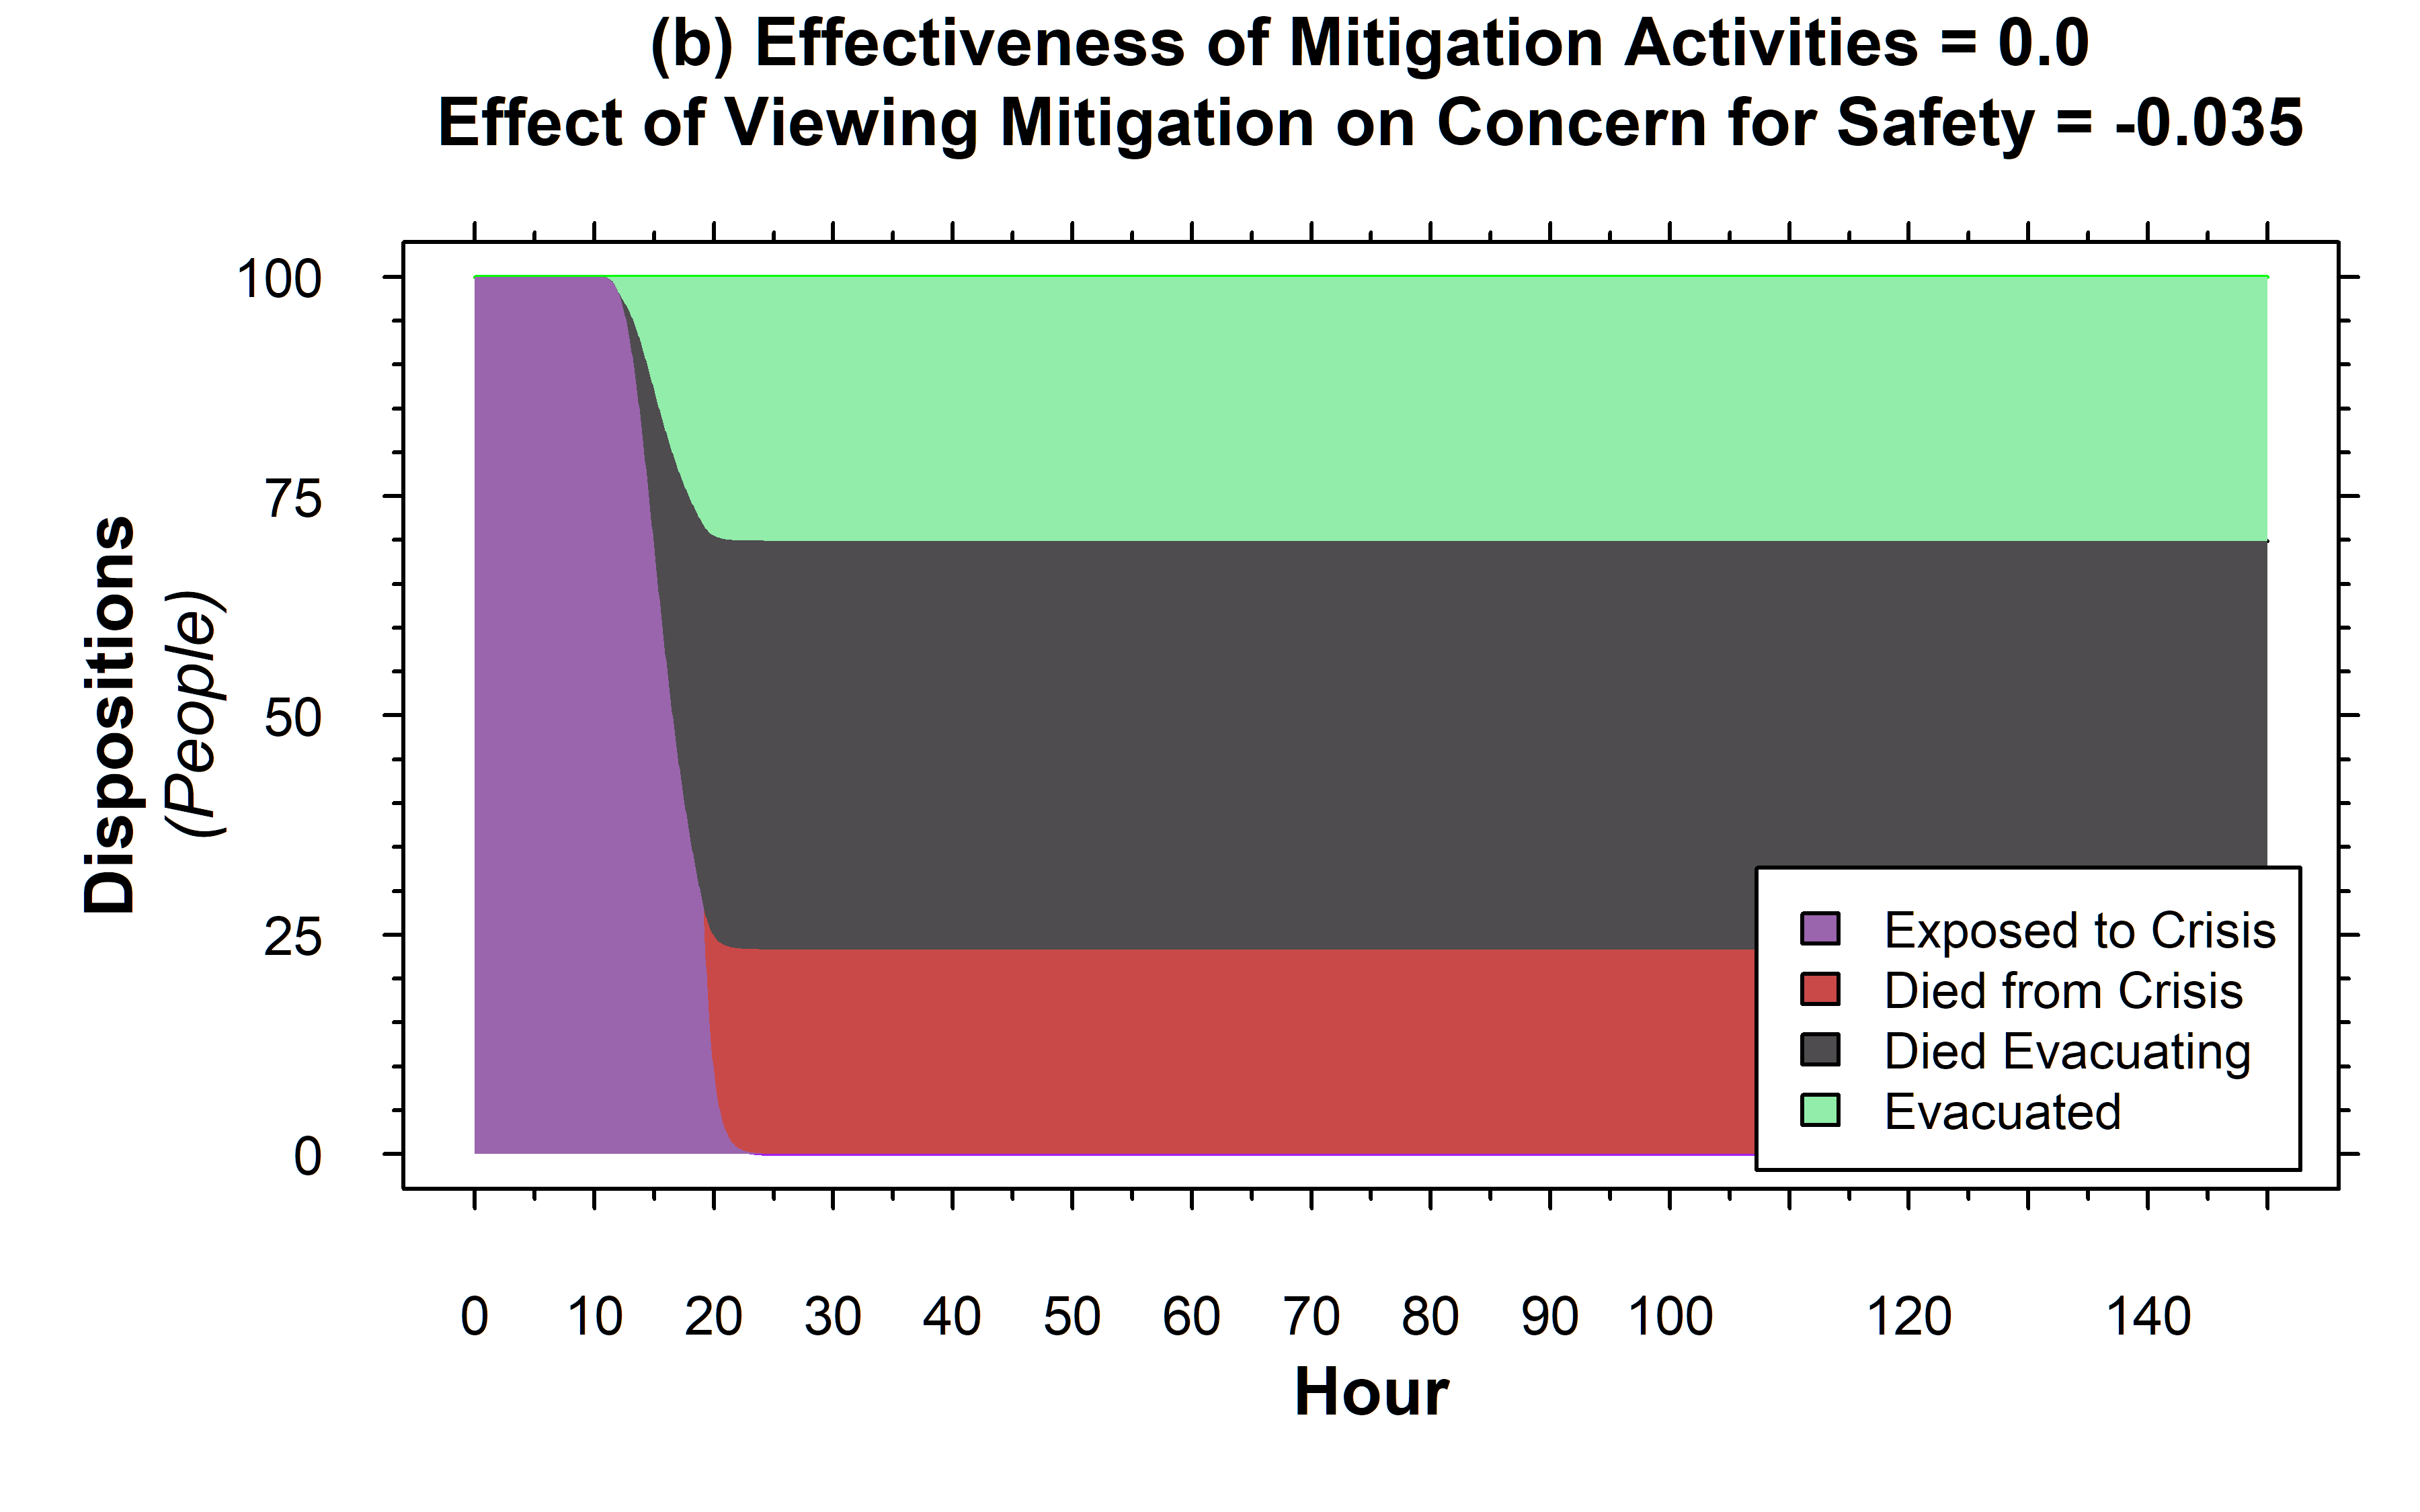 (b) Effectiveness of Mitigation Activities = 0.0
Effect of Viewing Mitigation on Concern for Safety = -0.035
Dispositions
(People)
100
75
50
25
0
Exposed to Crisis
Died from Crisis
Died Evacuating
Evacuated
0 10 20 30 40 50 60 70 80 90 100 120 140
Hour